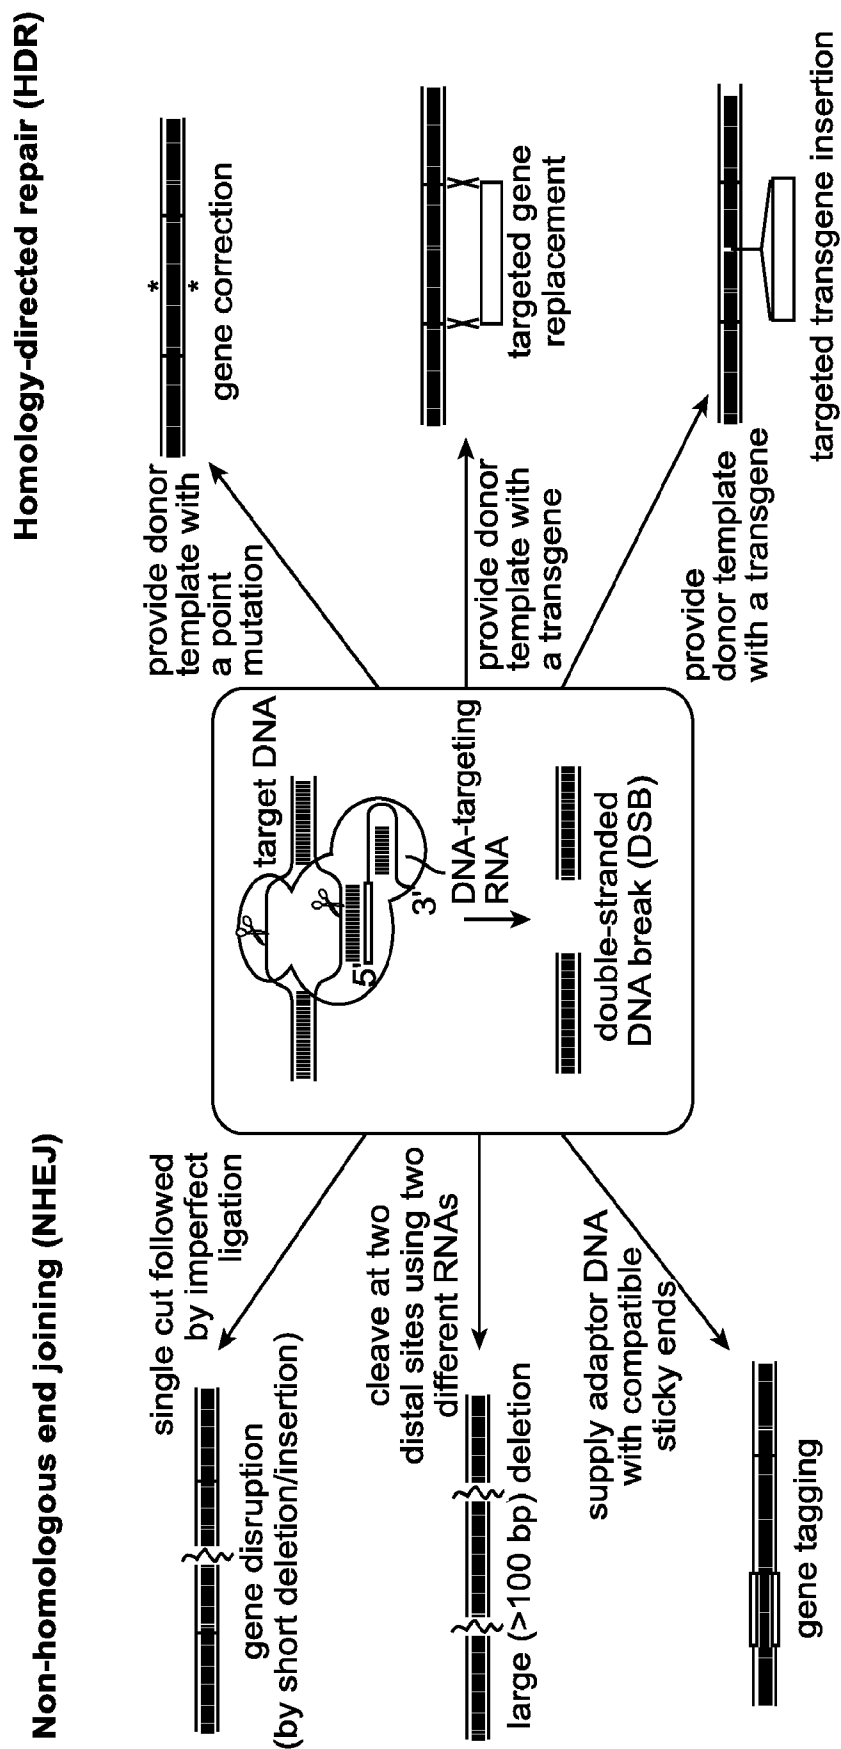 Non-homologous end joining (NHEJ)
Homology-directed repair (HDR)
single cut followed
by imperfect
ligation
gene disruption
(by short deletion/insertion)
cleave at two
distal sites using two
different RNAs
large (>100 bp) deletion
supply adaptor DNA
with compatible
sticky ends
gene tagging
target DNA
5'
3'
DNA-targeting
RNA
double-stranded
DNA break (DSB)
provide donor
template with
a point
mutation
*
*
gene correction
provide donor
template with
a transgene
targeted gene
replacement
provide
donor template
with a transgene
targeted transgene insertion